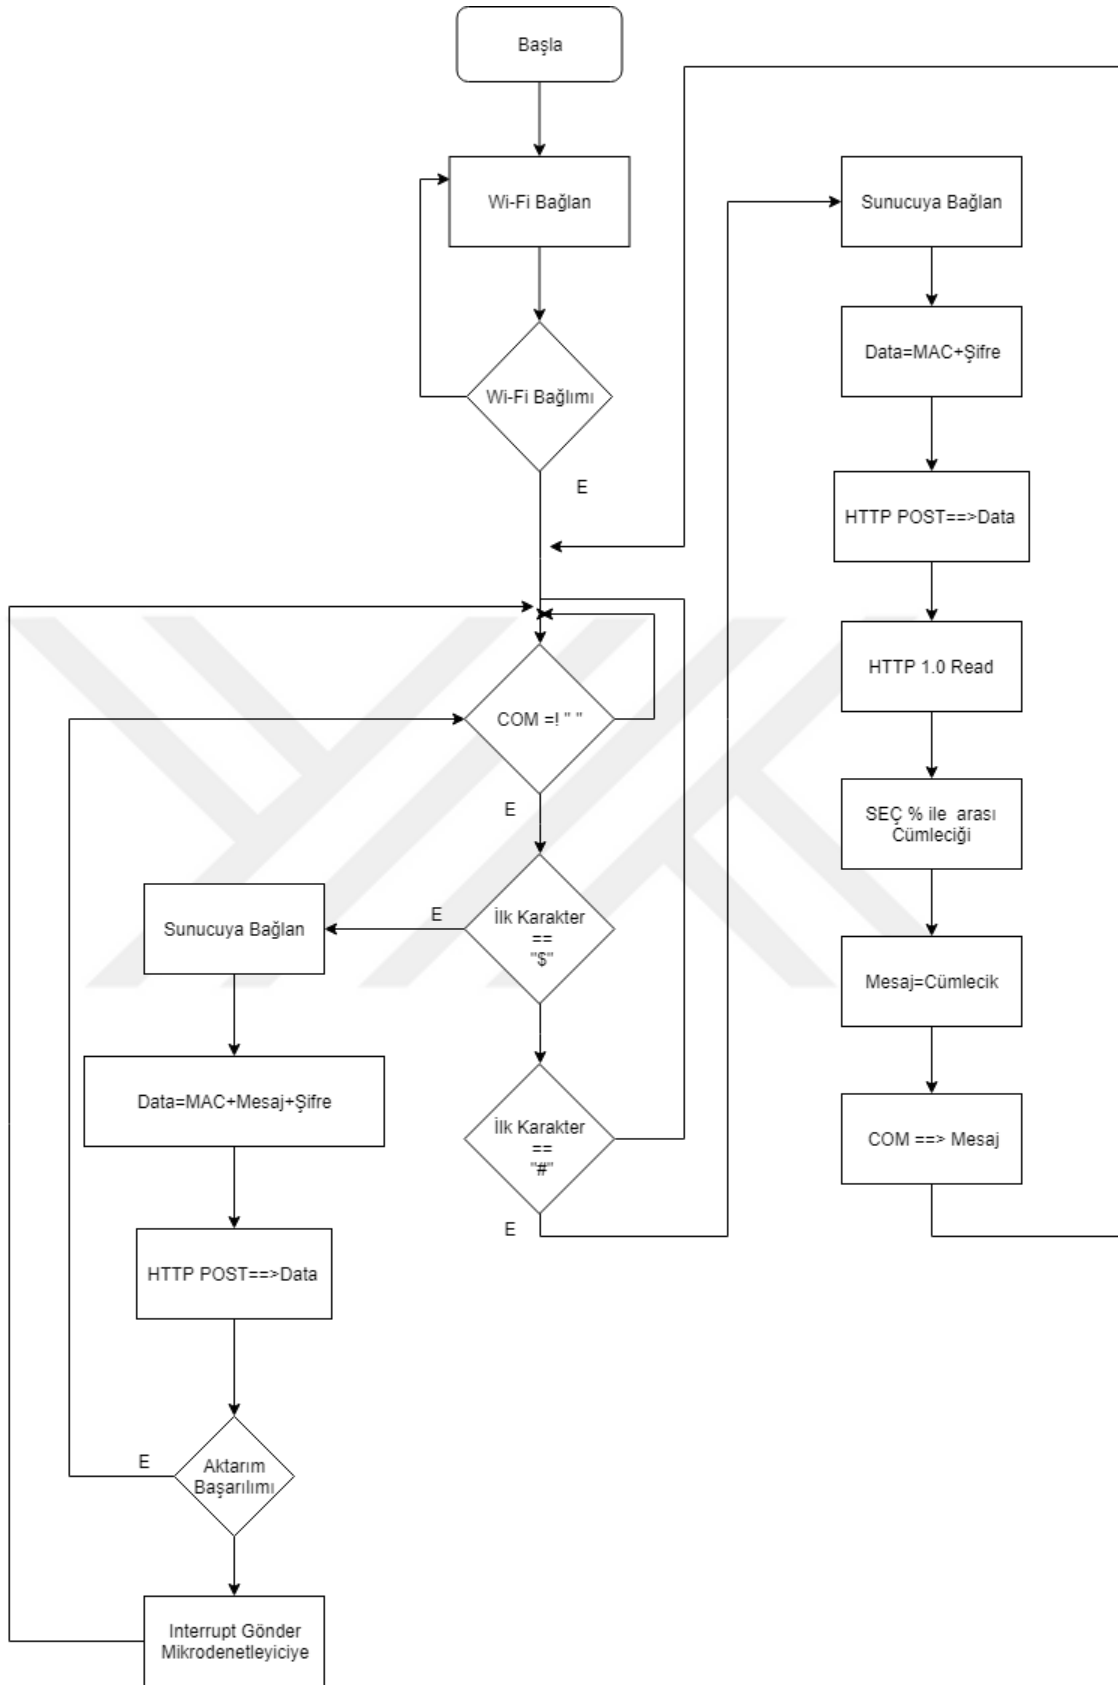 Başla
Wi-Fi Bağlan
Wi-Fi Bağlımı
E
COM =! " "
E
İlk Karakter
==
"$"
E
Sunucuya Bağlan
Data=MAC+Mesaj+Şifre
HTTP POST==>Data
Aktarım
Başarılımı
E
Interrupt Gönder
Mikrodenetleyiciye
İlk Karakter
==
"#"
E
Sunucuya Bağlan
Data=MAC+Şifre
HTTP POST==>Data
HTTP 1.0 Read
SEÇ % ile  arası
Cümleciği
Mesaj=Cümlecik
COM ==> Mesaj